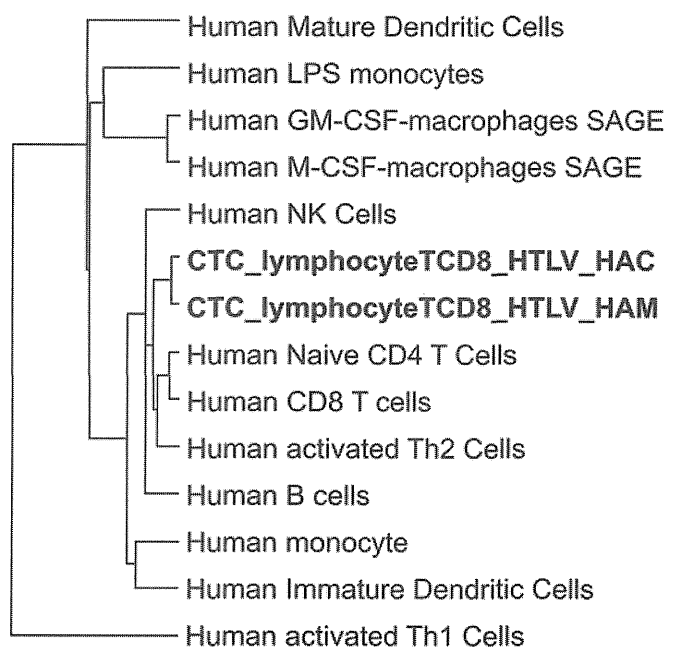 Human Mature Dendritic Cells
Human LPS monocytes
Human GM-CSF-macrophages SAGE
Human M-CSF-macrophages SAGE
Human NK Cells
CTC_lymphocyteTCD8_HTLV_HAC
CTC_lymphocyteTCD8_HTLV_HAM
Human Naive CD4 T Cells
Human CD8 T cells
Human activated Th2 Cells
Human B cells
Human monocyte
Human Immature Dendritic Cells
Human activated Th1 Cells